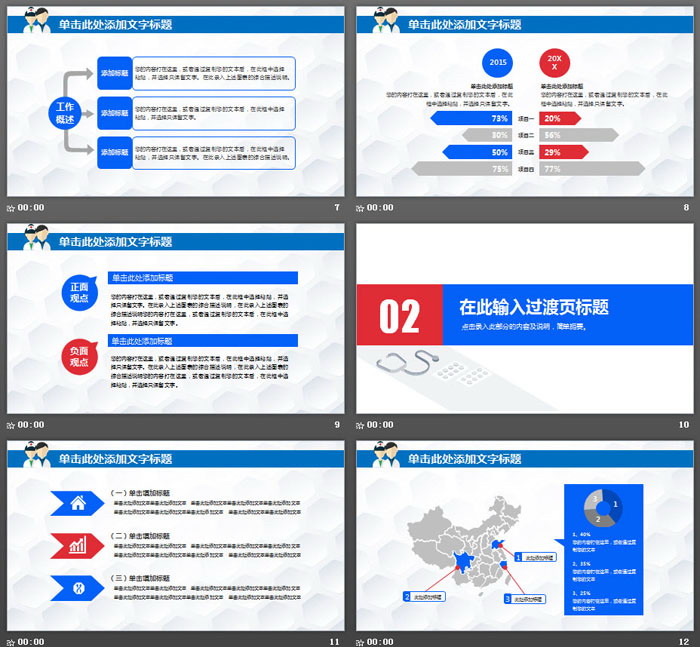 单击此处添加文字标题
工作
概述
添加标题
您的内容打在这里，或者通过复制您的文本后，在此框中选择
粘贴，并选择只保留文字。在此录入上述图表的综合描述说明。
添加标题
您的内容打在这里，或者通过复制您的文本后，在此框中选择
粘贴，并选择只保留文字。
添加标题
您的内容打在这里，或者通过复制您的文本后，在此框中选择
粘贴，并选择只保留文字。在此录入上述图表的综合描述说明。
00:00
7
单击此处添加文字标题
2015
20X
X
单击此处添加标题
您的内容打在这里，或者通过复制您的文本后，在此
框中选择粘贴，并选择只保留文字。
单击此处添加标题
您的内容打在这里，或者通过复制您的文本后，在此
框中选择粘贴，并选择只保留文字。
73% 项目一 20%
30% 项目二 56%
50% 项目三 29%
75% 项目四 77%
00:00
8
单击此处添加文字标题
正面
观点
单击此处添加标题
您的内容打在这里，或者通过复制您的文本后，在此框中选择粘贴，并选
择只保留文字。在此录入上述图表的综合描述说明，在此录入上述图表的
综合描述说明您的内容打在这里，或者通过复制您的文本后，在此框中选
择粘贴，并选择只保留文字。
负面
观点
单击此处添加标题
您的内容打在这里，或者通过复制您的文本后，在此框中选择粘贴，并选
择只保留文字。在此录入上述图表的综合描述说明，在此录入上述图表的
综合描述说明您的内容打在这里，或者通过复制您的文本后，在此框中选
择粘贴，并选择只保留文字。
00:00
9
02
在此输入过渡页标题
点击录入此部分的内容及说明，简单扼要。
00:00
10
单击此处添加文字标题
（一）单击填加标题
单击此处添加文本单击此处添加文本 单击此处添加文本单击此处添加文本
单击此处添加文本 单击此处添加文本单击此处添加文本
（二）单击填加标题
单击此处添加文本单击此处添加文本 单击此处添加文本单击此处添加文本
单击此处添加文本 单击此处添加文本单击此处添加文本
（三）单击填加标题
单击此处添加文本单击此处添加文本 单击此处添加文本单击此处添加文本
单击此处添加文本 单击此处添加文本单击此处添加文本
00:00
11
单击此处添加文字标题
1 此处添加标题
2 此处添加标题
3 此处添加标题
3
1
2
1、40%
您的内容打在这里，或者通过复
制您的文本
2、35%
您的内容打在这里，或者通过复
制您的文本
3、25%
您的内容打在这里，或者通过复
制您的文本
00:00
12